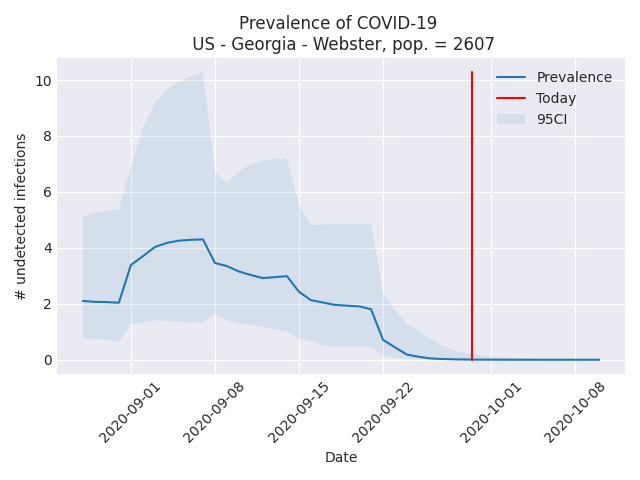 Prevalence of COVID-19
US - Georgia - Webster, pop. = 2607
Prevalence
Today
95CI
# undetected infections
10
8
6
4
2
0
2020-09-01
2020-09-08
2020-09-15
2020-09-22
2020-10-01
2020-10-08
Date